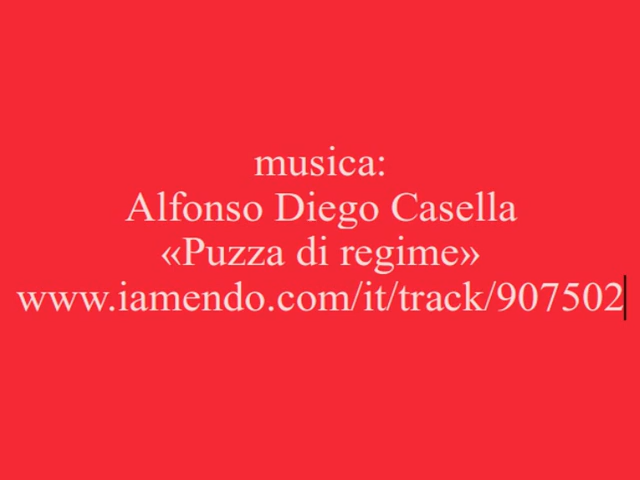 musica:
Alfonso Diego Casella
«Puzza di regime»
www.iamendo.com/it/track/907502